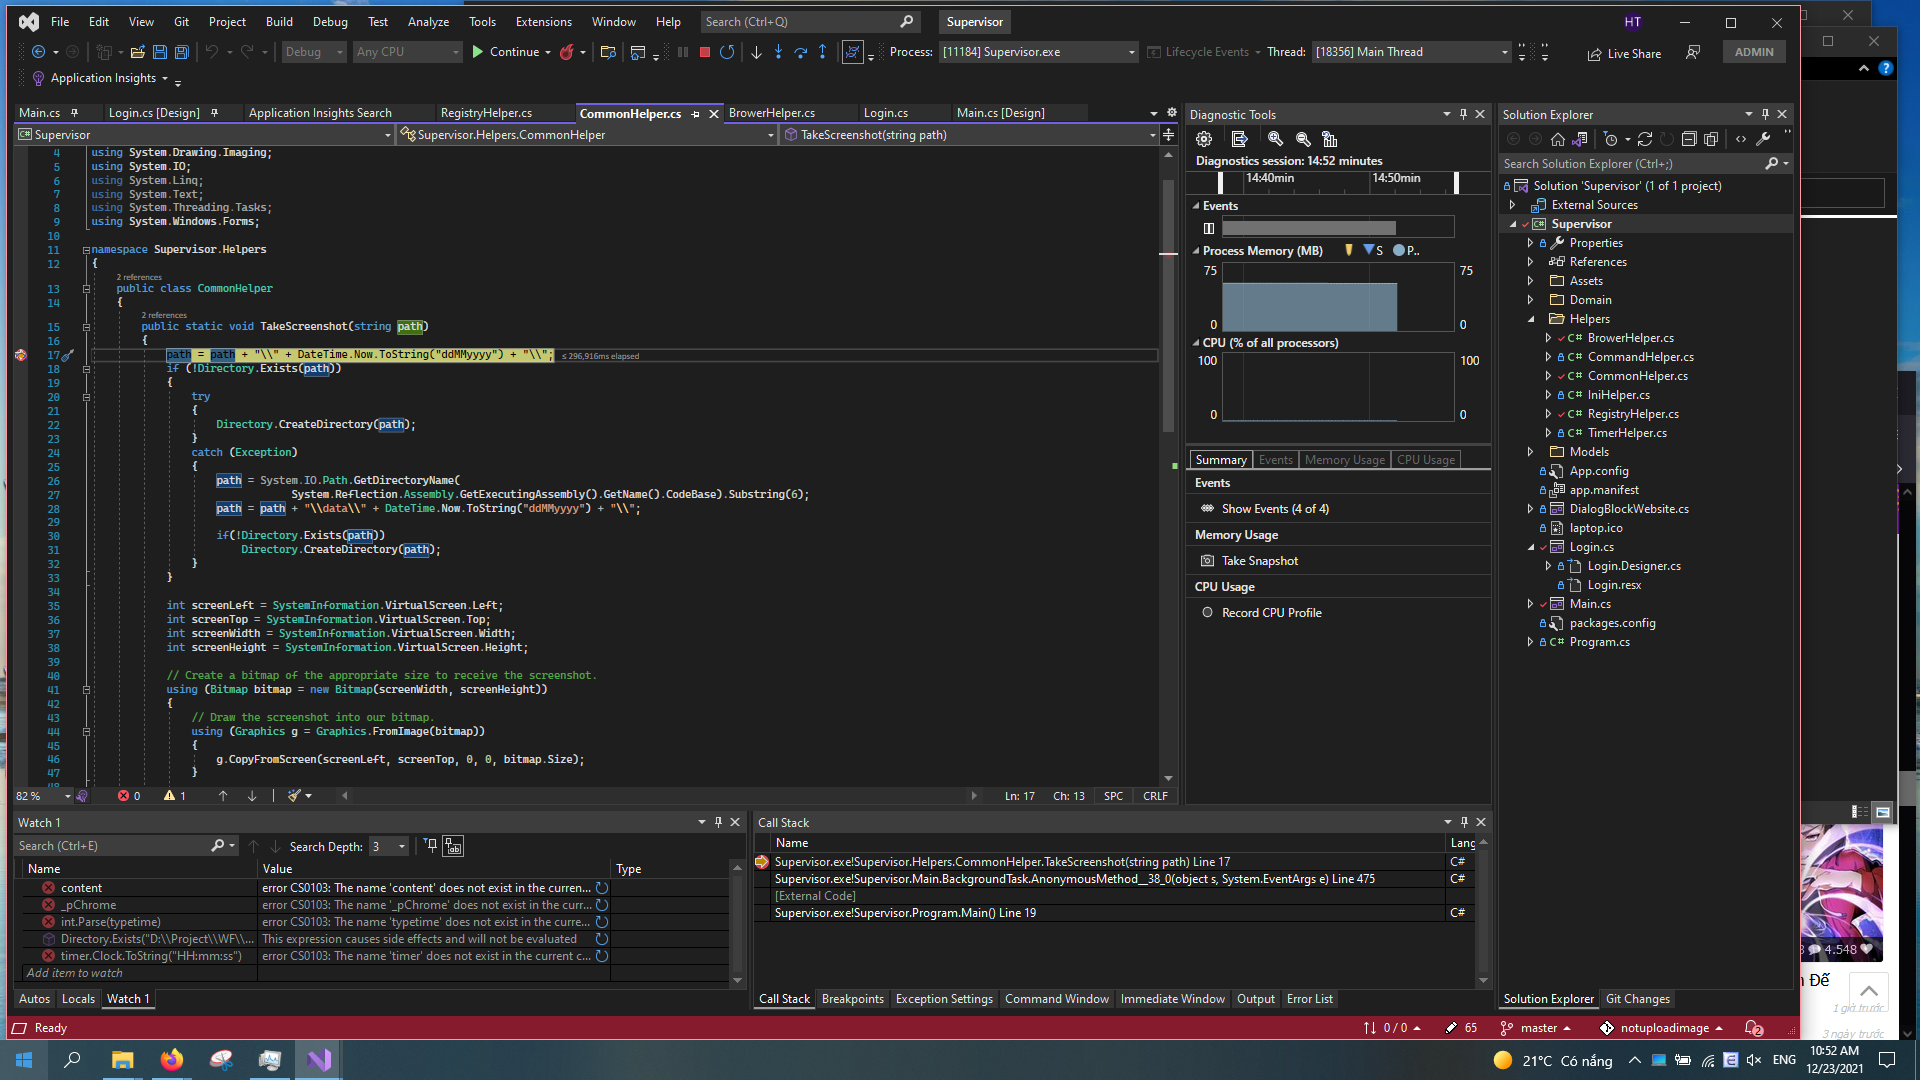 File Edit View Git Project Build Debug Test Analyze Tools Extensions Window Help Search (Ctrl+Q) Supervisor HT
Debug Any CPU Continue Process: [11184] Supervisor.exe Lifecycle Events Thread: [18356] Main Thread Live Share ADMIN
Application Insights
Main.cs Login.cs [Design] Application Insights Search RegistryHelper.cs CommonHelper.cs BrowerHelper.cs Login.cs Main.cs [Design]
Supervisor Supervisor.Helpers.CommonHelper TakeScreenshot(string path)
4 using System.Drawing.Imaging;
5 using System.IO;
6 using System.Linq;
7 using System.Text;
8 using System.Threading.Tasks;
9 using System.Windows.Forms;
10
11 namespace Supervisor.Helpers
12 {
2 references
13 public class CommonHelper
14 {
2 references
15 public static void TakeScreenshot(string path)
16 {
17 path = path + "\\" + DateTime.Now.ToString("ddMMyyyy") + "\\"; ≤ 296,916ms elapsed
18 if (!Directory.Exists(path))
19 {
20 try
21 {
22 Directory.CreateDirectory(path);
23 }
24 catch (Exception)
25 {
26 path = System.IO.Path.GetDirectoryName(
27 System.Reflection.Assembly.GetExecutingAssembly().GetName().CodeBase).Substring(6);
28 path = path + "\\data\\" + DateTime.Now.ToString("ddMMyyyy") + "\\";
29
30 if(!Directory.Exists(path))
31 Directory.CreateDirectory(path);
32 }
33 }
34
35 int screenLeft = SystemInformation.VirtualScreen.Left;
36 int screenTop = SystemInformation.VirtualScreen.Top;
37 int screenWidth = SystemInformation.VirtualScreen.Width;
38 int screenHeight = SystemInformation.VirtualScreen.Height;
39
40 // Create a bitmap of the appropriate size to receive the screenshot.
41 using (Bitmap bitmap = new Bitmap(screenWidth, screenHeight))
42 {
43 // Draw the screenshot into our bitmap.
44 using (Graphics g = Graphics.FromImage(bitmap))
45 {
46 g.CopyFromScreen(screenLeft, screenTop, 0, 0, bitmap.Size);
47 }
82 % 0 1 Ln: 17 Ch: 13 SPC CRLF
Diagnostic Tools
Diagnostics session: 14:52 minutes
14:40min 14:50min
Events
Process Memory (MB) S P..
75 75
0 0
CPU (% of all processors)
100 100
0 0
Summary Events Memory Usage CPU Usage
Events
Show Events (4 of 4)
Memory Usage
Take Snapshot
CPU Usage
Record CPU Profile
Solution Explorer
Search Solution Explorer (Ctrl+;)
Solution 'Supervisor' (1 of 1 project)
External Sources
Supervisor
Properties
References
Assets
Domain
Helpers
C# BrowerHelper.cs
C# CommandHelper.cs
C# CommonHelper.cs
C# IniHelper.cs
C# RegistryHelper.cs
C# TimerHelper.cs
Models
App.config
app.manifest
DialogBlockWebsite.cs
laptop.ico
Login.cs
Login.Designer.cs
Login.resx
Main.cs
packages.config
C# Program.cs
Solution Explorer Git Changes
Watch 1
Search (Ctrl+E) Search Depth: 3
Name Value Type
content error CS0103: The name 'content' does not exist in the curren...
_pChrome error CS0103: The name '_pChrome' does not exist in the curr...
int.Parse(typetime) error CS0103: The name 'typetime' does not exist in the curre...
Directory.Exists("D:\\Project\\WF\\... This expression causes side effects and will not be evaluated
timer.Clock.ToString("HH:mm:ss") error CS0103: The name 'timer' does not exist in the current c...
Add item to watch
Autos Locals Watch 1
Call Stack
Name Lang
Supervisor.exe!Supervisor.Helpers.CommonHelper.TakeScreenshot(string path) Line 17 C#
Supervisor.exe!Supervisor.Main.BackgroundTask.AnonymousMethod__38_0(object s, System.EventArgs e) Line 475 C#
[External Code]
Supervisor.exe!Supervisor.Program.Main() Line 19 C#
Call Stack Breakpoints Exception Settings Command Window Immediate Window Output Error List
4.548
Đế
1 giờ trước
3 ngày trước
Ready 0 / 0 65 master notuploadimage 2
21°C Có nắng ENG 10:52 AM
12/23/2021